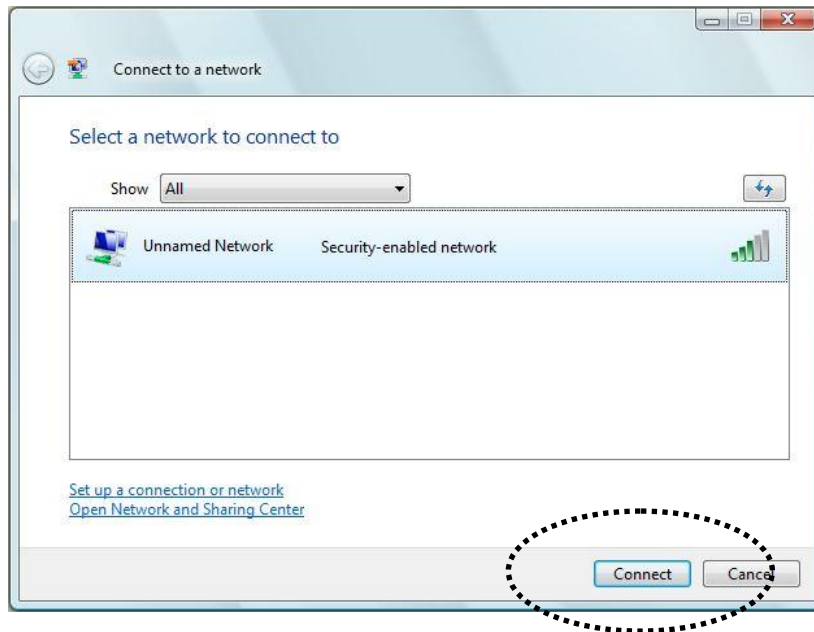 Connect to a network
Select a network to connect to
Show All
Unnamed Network Security-enabled network
Set up a connection or network
Open Network and Sharing Center
Connect Cancel